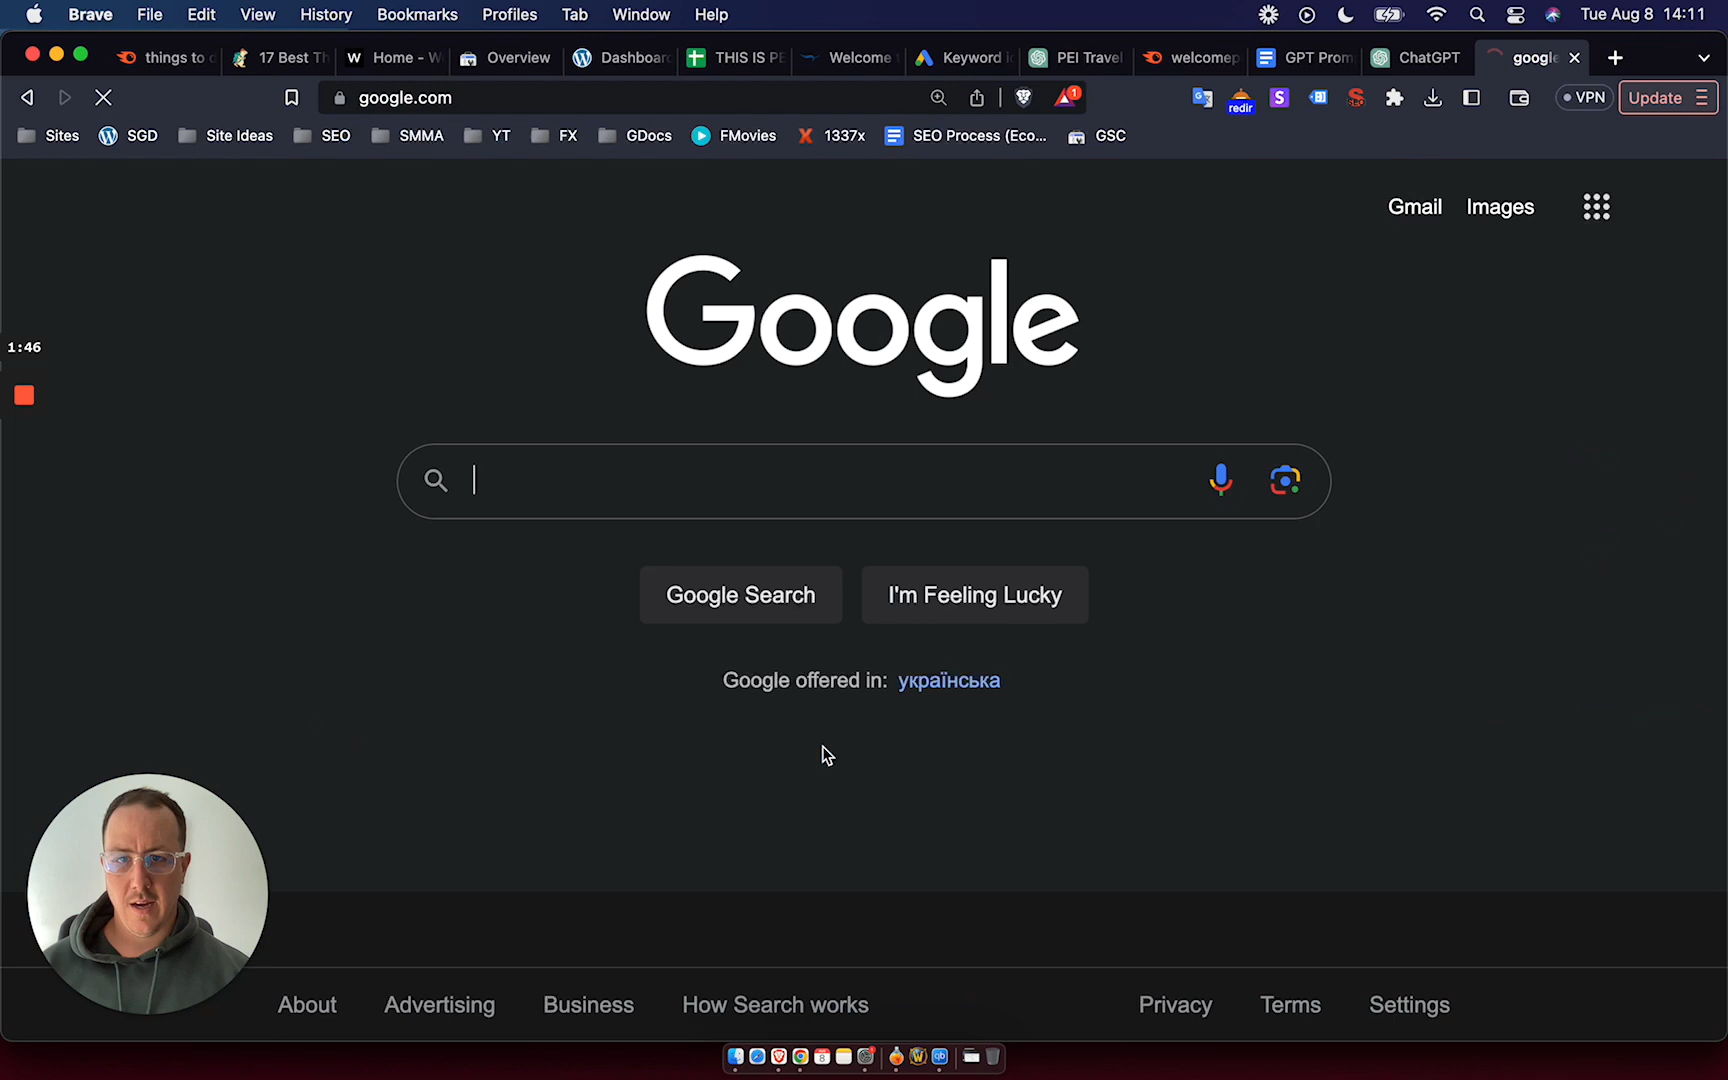 Brave File Edit View History Bookmarks Profiles Tab Window Help Tue Aug 8 14:11
things to d 17 Best Th Home - W Overview Dashboard THIS IS PE Welcome Keyword ic PEI Travel welcomep GPT Prom ChatGPT google
google.com 1 redir S SEO VPN Update
Sites SGD Site Ideas SEO SMMA YT FX GDocs FMovies 1337x SEO Process (Eco... GSC
Gmail Images
Google
1:46
Google Search I'm Feeling Lucky
Google offered in: українська
About Advertising Business How Search works Privacy Terms Settings